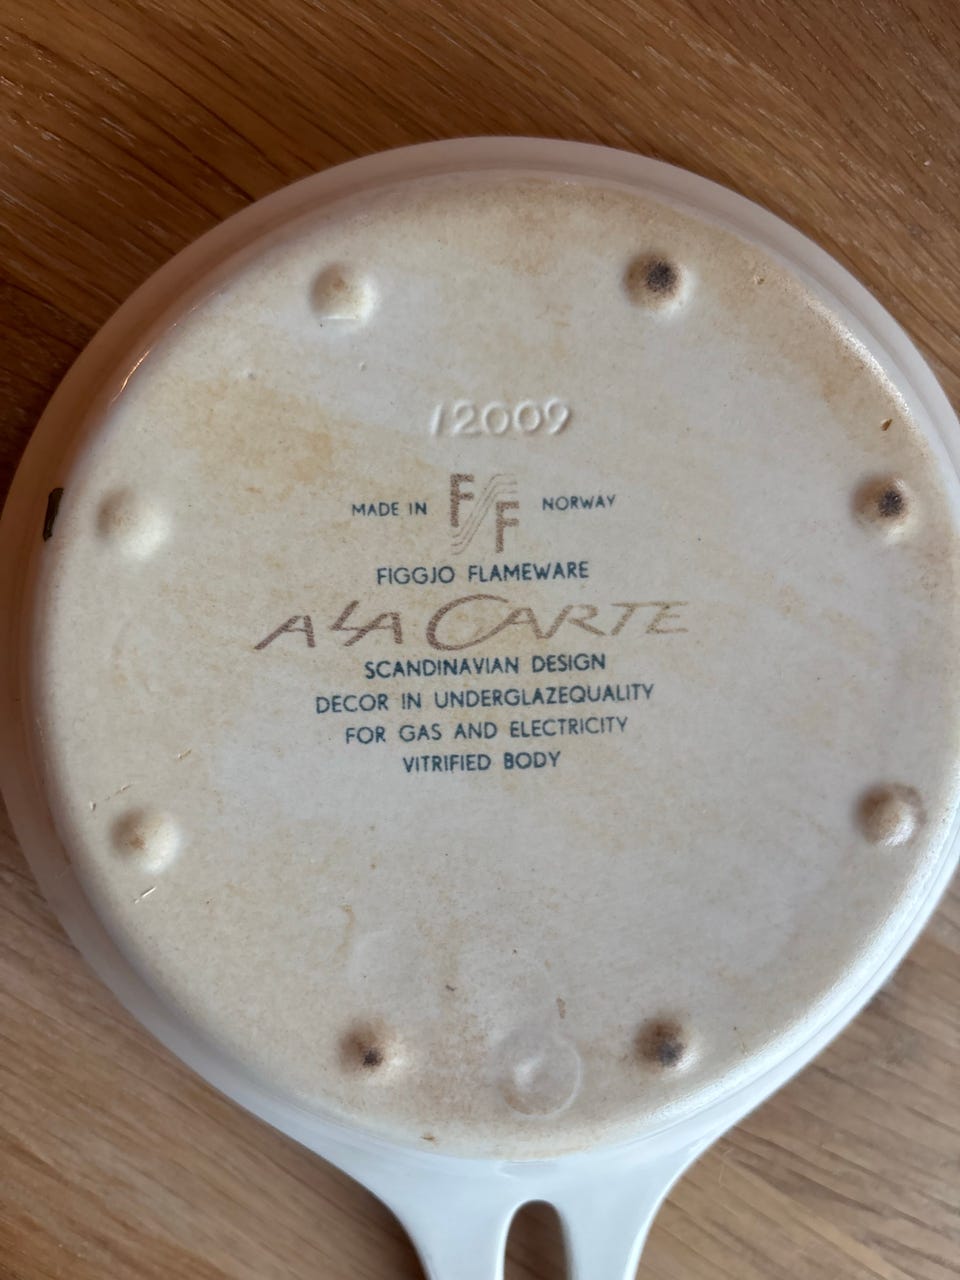 12009
MADE IN FF NORWAY
FIGGJO FLAMEWARE
A LA CARTE
SCANDINAVIAN DESIGN
DECOR IN UNDERGLAZEQUALITY
FOR GAS AND ELECTRICITY
VITRIFIED BODY